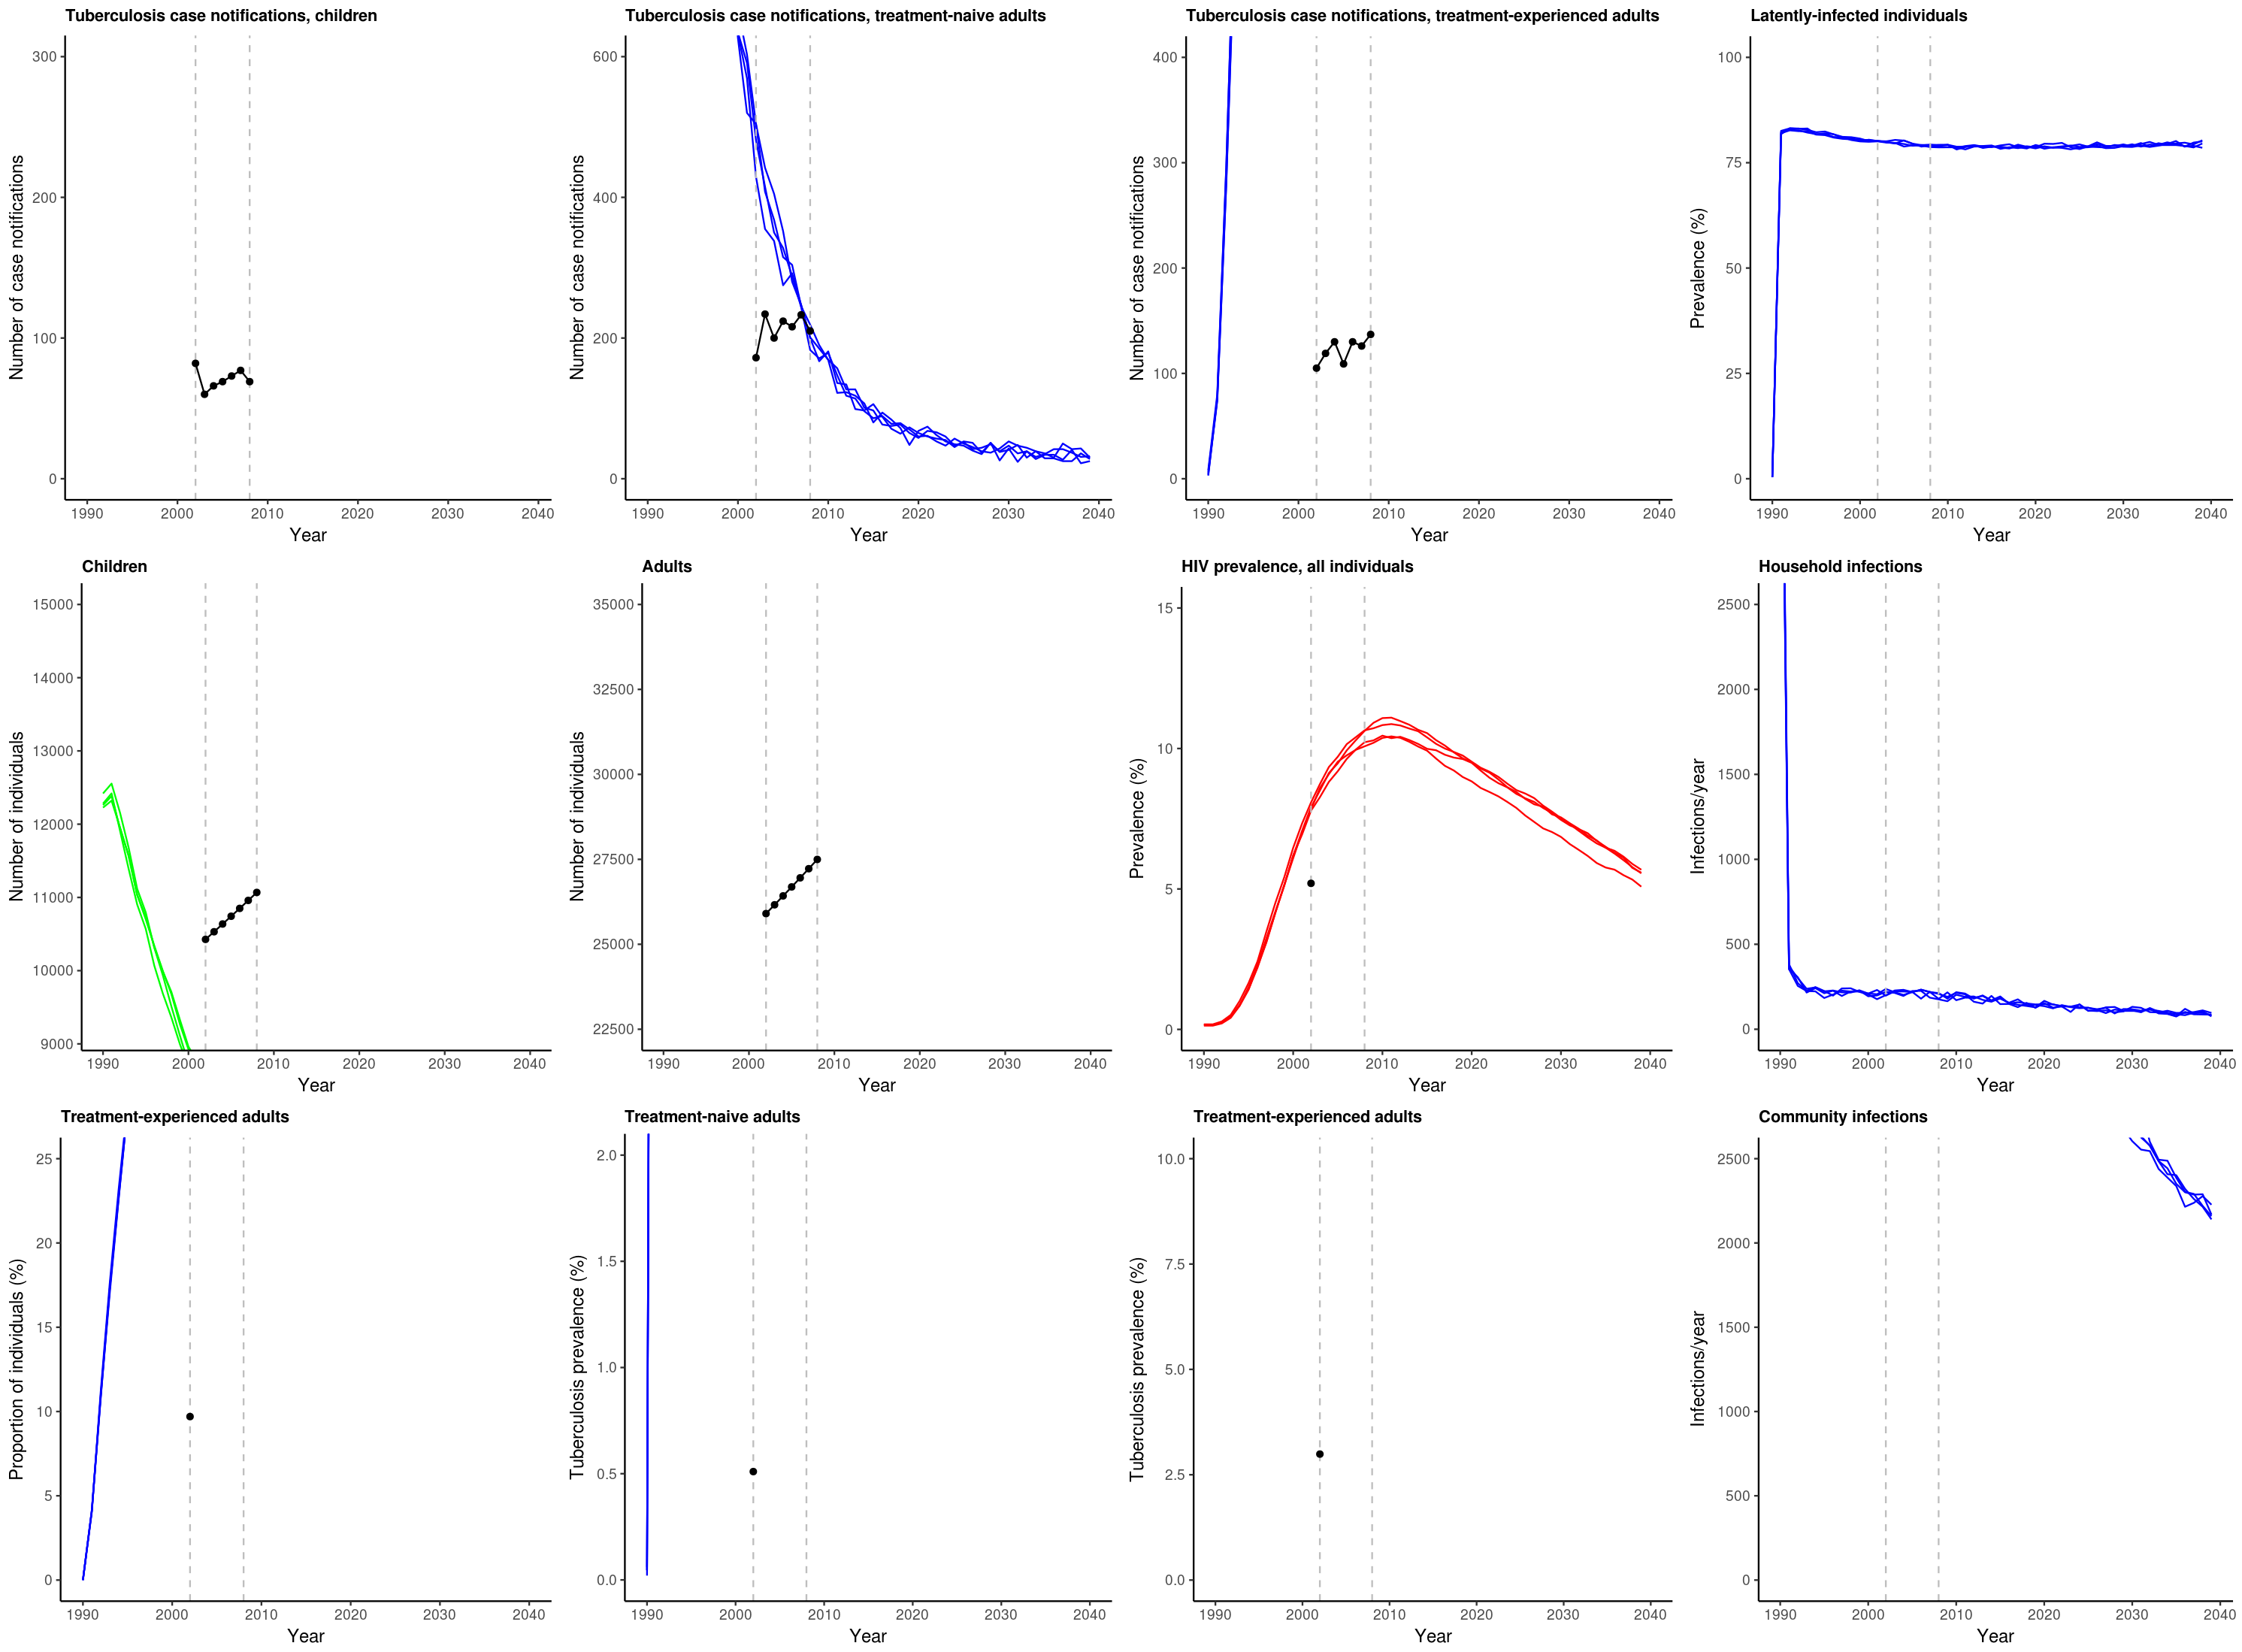 Tuberculosis case notifications, children
Number of case notifications
300
200
100
0
1990 2000 2010 2020 2030 2040
Year
Tuberculosis case notifications, treatment-naive adults
Number of case notifications
600
400
200
0
1990 2000 2010 2020 2030 2040
Year
Tuberculosis case notifications, treatment-experienced adults
Number of case notifications
400
300
200
100
0
1990 2000 2010 2020 2030 2040
Year
Latently-infected individuals
Prevalence (%)
100
75
50
25
0
1990 2000 2010 2020 2030 2040
Year
Children
Number of individuals
15000
14000
13000
12000
11000
10000
9000
1990 2000 2010 2020 2030 2040
Year
Adults
Number of individuals
35000
32500
30000
27500
25000
22500
1990 2000 2010 2020 2030 2040
Year
HIV prevalence, all individuals
Prevalence (%)
15
10
5
0
1990 2000 2010 2020 2030 2040
Year
Household infections
Infections/year
2500
2000
1500
1000
500
0
1990 2000 2010 2020 2030 2040
Year
Treatment-experienced adults
Proportion of individuals (%)
25
20
15
10
5
0
1990 2000 2010 2020 2030 2040
Year
Treatment-naive adults
Tuberculosis prevalence (%)
2.0
1.5
1.0
0.5
0.0
1990 2000 2010 2020 2030 2040
Year
Treatment-experienced adults
Tuberculosis prevalence (%)
10.0
7.5
5.0
2.5
0.0
1990 2000 2010 2020 2030 2040
Year
Community infections
Infections/year
2500
2000
1500
1000
500
0
1990 2000 2010 2020 2030 2040
Year